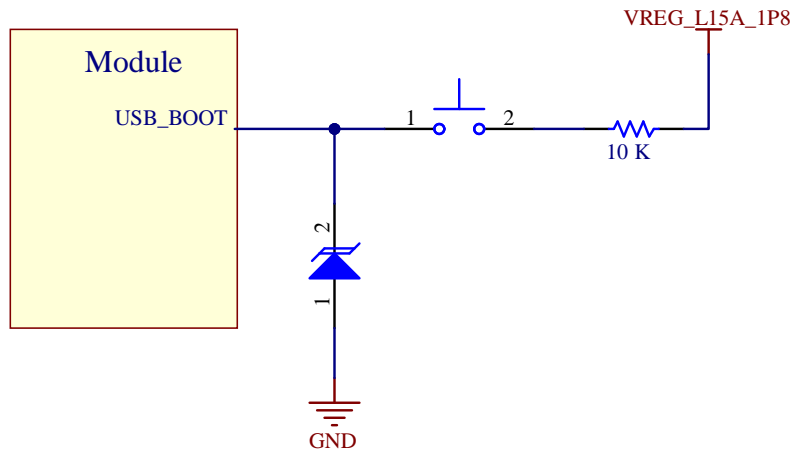 VREG_L15A_1P8
Module
USB_BOOT
1
2
10 K
2
1
GND